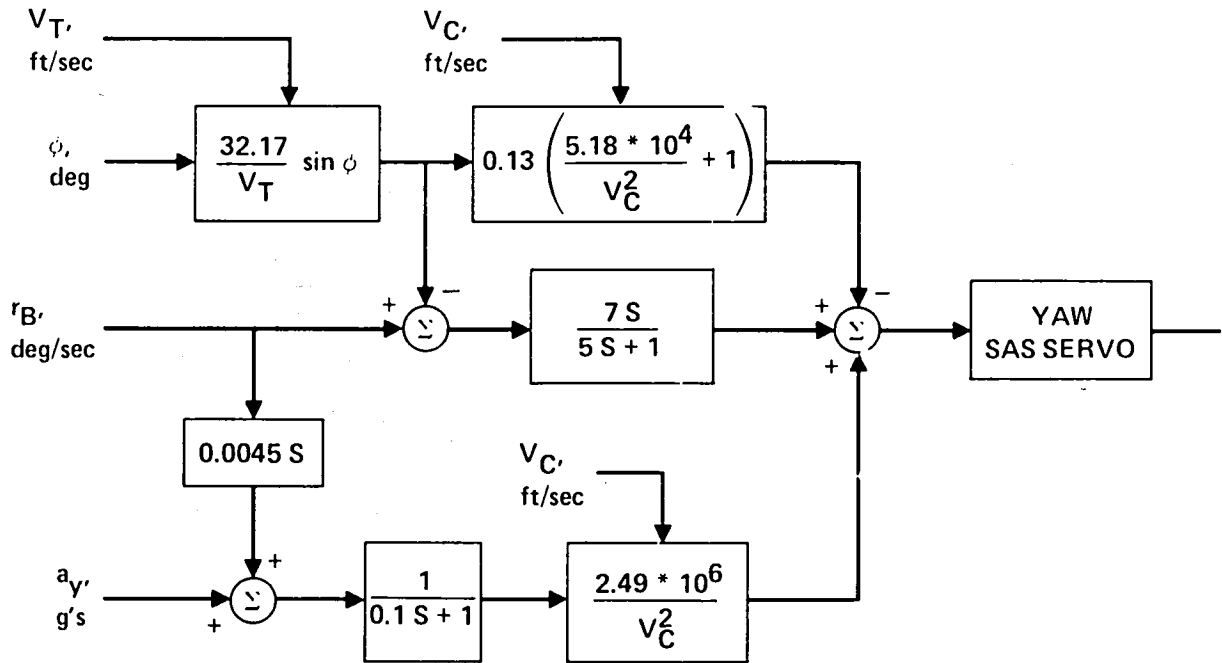 V_T,
ft/sec
V_C,
ft/sec
ϕ,
deg
32.17
V_T
sin ϕ
0.13 ( 5.18 * 10^4
V_C^2
+ 1 )
r_B,
deg/sec
+
−
Σ
7 S
5 S + 1
+
−
Σ
+
YAW
SAS SERVO
0.0045 S
V_C,
ft/sec
a_y,
g's
+
Σ
+
1
0.1 S + 1
2.49 * 10^6
V_C^2